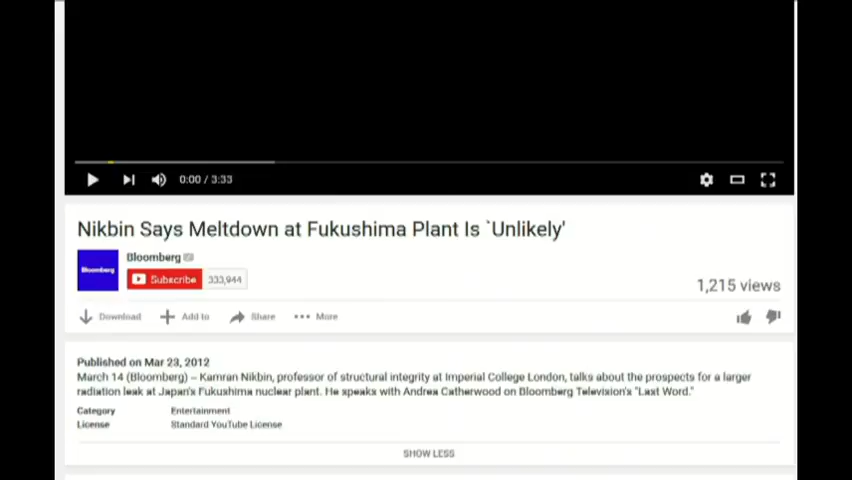 0:00 / 3:33
Nikbin Says Meltdown at Fukushima Plant Is `Unlikely'
Bloomberg
Bloomberg
Subscribe 333,944
1,215 views
Download Add to Share More
Published on Mar 23, 2012
March 14 (Bloomberg) -- Kamran Nikbin, professor of structural integrity at Imperial College London, talks about the prospects for a larger
radiation leak at Japan's Fukushima nuclear plant. He speaks with Andrea Catherwood on Bloomberg Television's "Last Word."
Category Entertainment
License Standard YouTube License
SHOW LESS